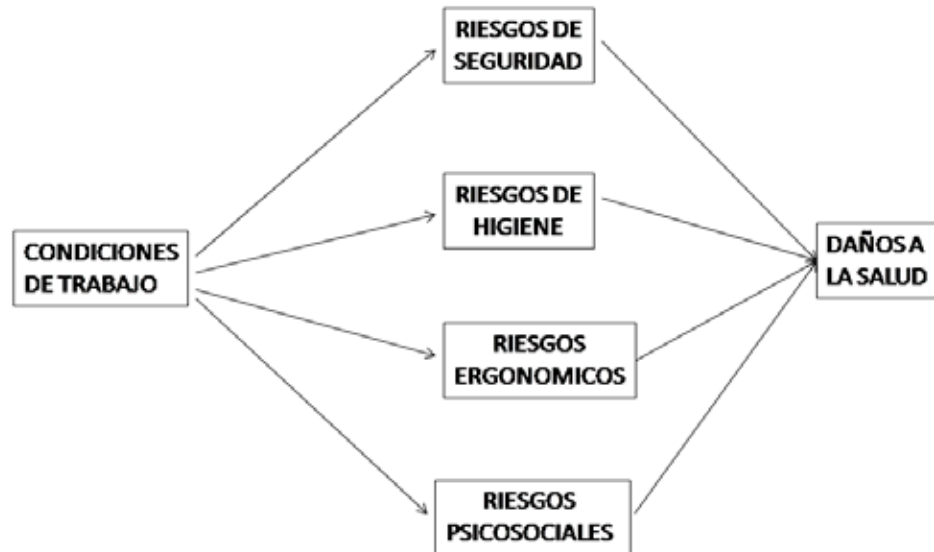 RIESGOS DE
SEGURIDAD
RIESGOS DE
HIGIENE
CONDICIONES
DE TRABAJO
DAÑOS A
LA SALUD
RIESGOS
ERGONOMICOS
RIESGOS
PSICOSOCIALES